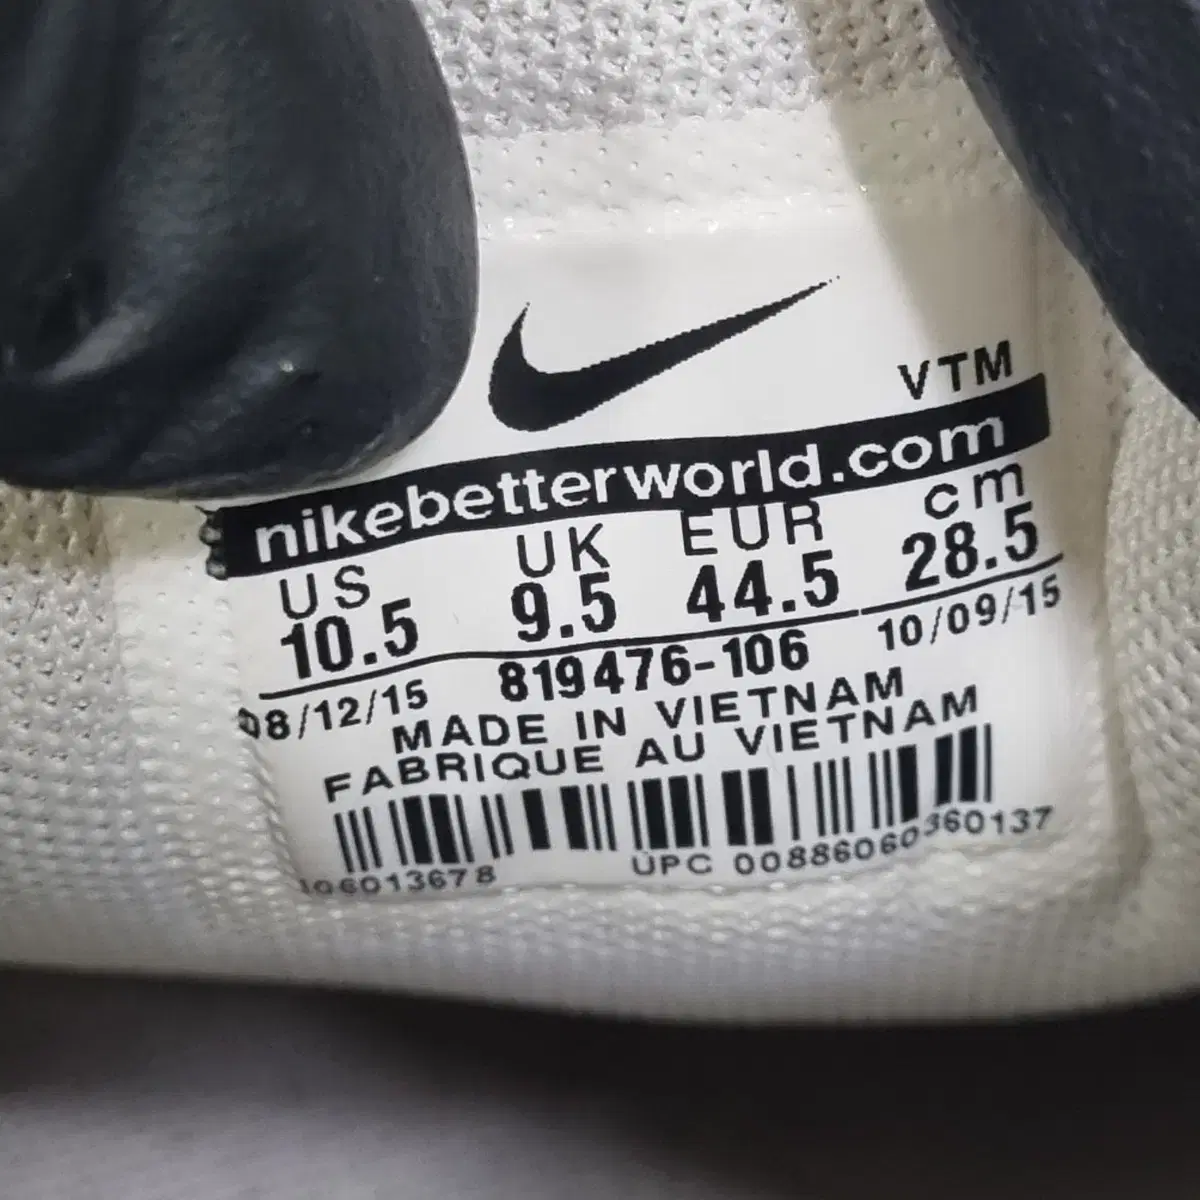 VTM
nikebetterworld.com
US UK EUR cm
10.5 9.5 44.5 28.5
08/12/15 819476-106 10/09/15
MADE IN VIETNAM
FABRIQUE AU VIETNAM
UPC 00886060360137